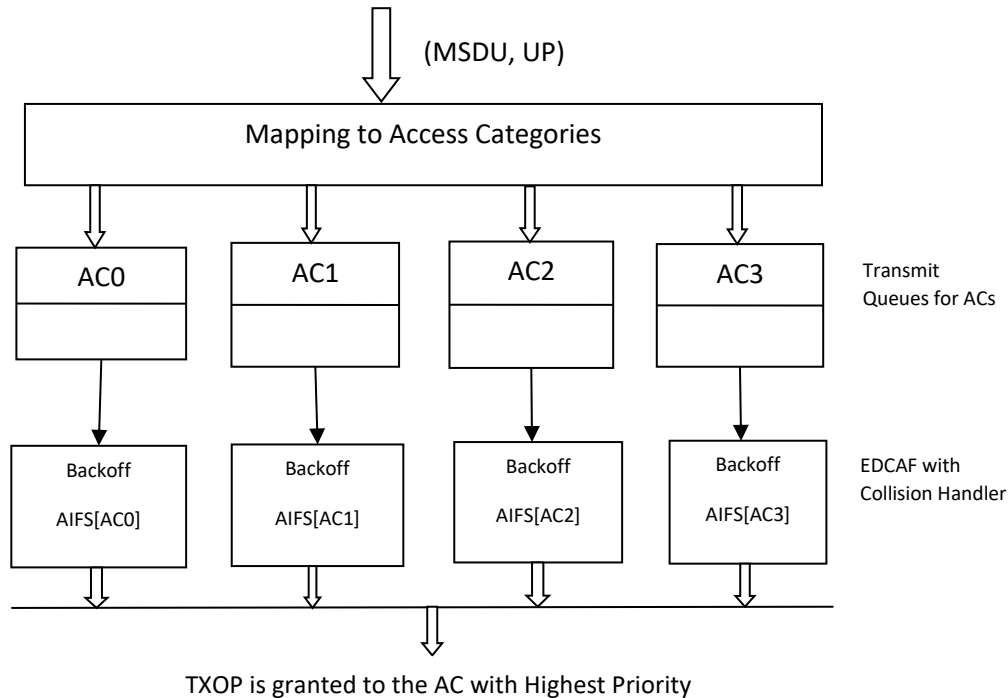 (MSDU, UP)
Mapping to Access Categories
AC0
AC1
AC2
AC3
Transmit
Queues for ACs
Backoff
AIFS[AC0]
Backoff
AIFS[AC1]
Backoff
AIFS[AC2]
Backoff
AIFS[AC3]
EDCAF with
Collision Handler
TXOP is granted to the AC with Highest Priority